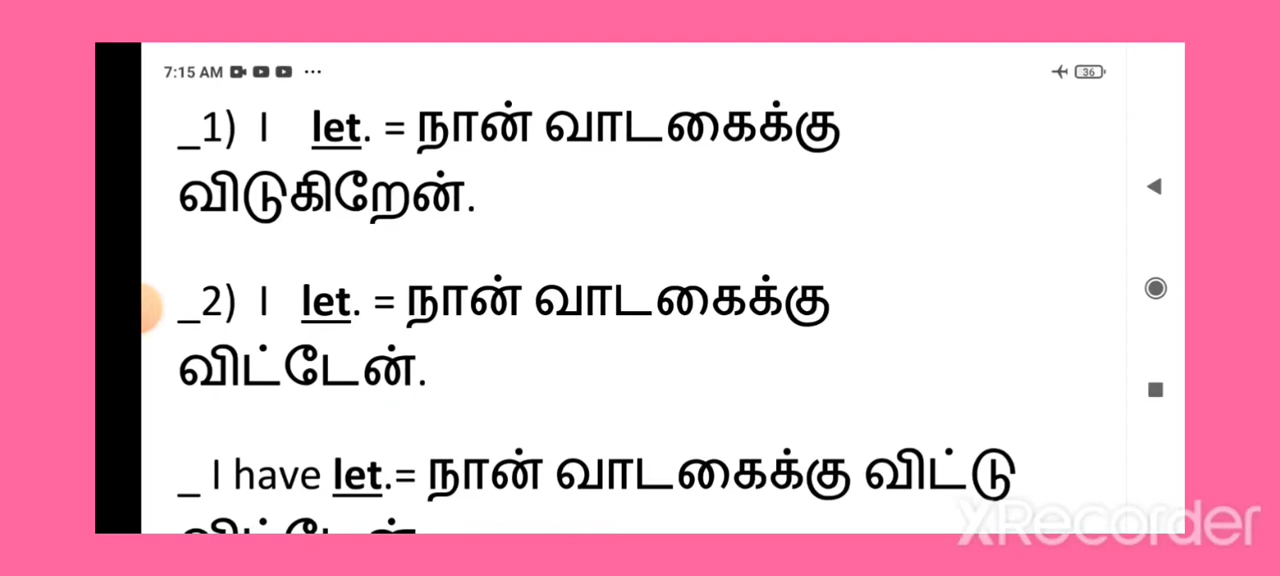 7:15 AM
36
_1) I let. = நான் வாடகைக்கு
விடுகிறேன்.
_2) I let. = நான் வாடகைக்கு
விட்டேன்.
_ I have let.= நான் வாடகைக்கு விட்டு
விட்டேன்
XRecorder